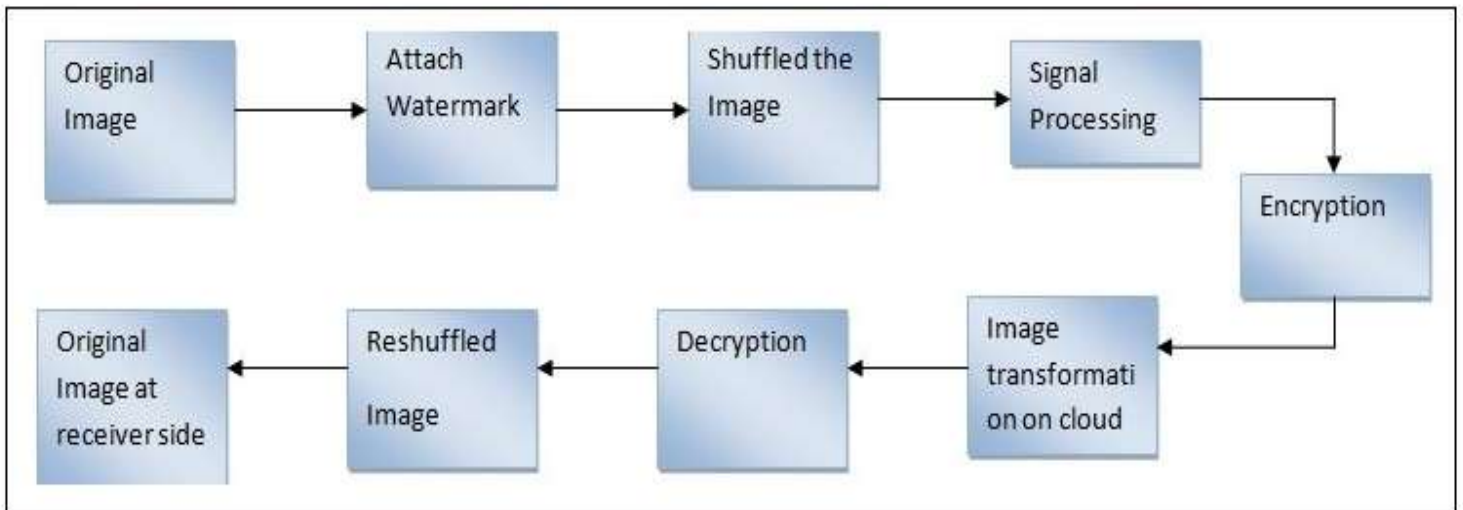 Original
Image
Attach
Watermark
Shuffled the
Image
Signal
Processing
Encryption
Image
transformati
on on cloud
Decryption
Reshuffled
Image
Original
Image at
receiver side